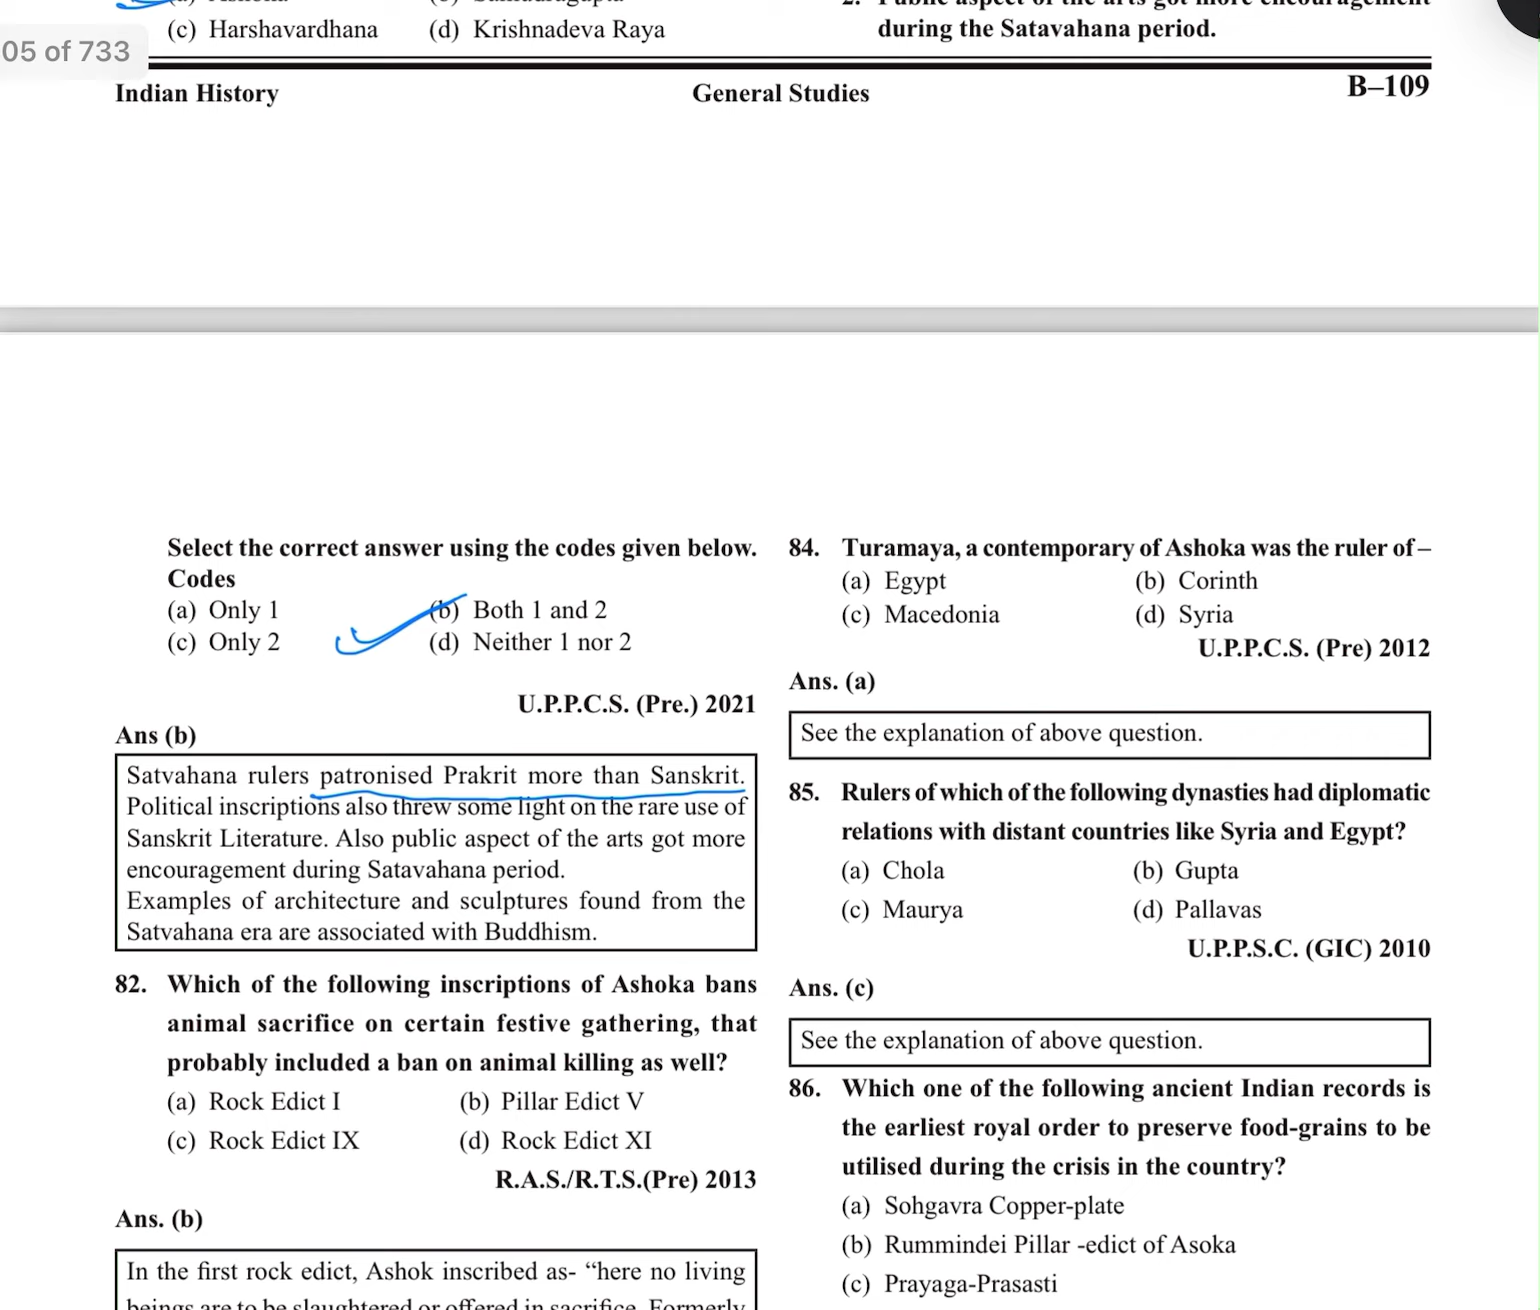 (c) Harshavardhana (d) Krishnadeva Raya
during the Satavahana period.
05 of 733
Indian History General Studies B–109
Select the correct answer using the codes given below.
Codes
(a) Only 1 (b) Both 1 and 2
(c) Only 2 (d) Neither 1 nor 2
U.P.P.C.S. (Pre.) 2021
Ans (b)
Satvahana rulers patronised Prakrit more than Sanskrit.
Political inscriptions also threw some light on the rare use of
Sanskrit Literature. Also public aspect of the arts got more
encouragement during Satavahana period.
Examples of architecture and sculptures found from the
Satvahana era are associated with Buddhism.
82. Which of the following inscriptions of Ashoka bans
animal sacrifice on certain festive gathering, that
probably included a ban on animal killing as well?
(a) Rock Edict I (b) Pillar Edict V
(c) Rock Edict IX (d) Rock Edict XI
R.A.S./R.T.S.(Pre) 2013
Ans. (b)
In the first rock edict, Ashok inscribed as- “here no living
beings are to be slaughtered or offered in sacrifice. Formerly
84. Turamaya, a contemporary of Ashoka was the ruler of–
(a) Egypt (b) Corinth
(c) Macedonia (d) Syria
U.P.P.C.S. (Pre) 2012
Ans. (a)
See the explanation of above question.
85. Rulers of which of the following dynasties had diplomatic
relations with distant countries like Syria and Egypt?
(a) Chola (b) Gupta
(c) Maurya (d) Pallavas
U.P.P.S.C. (GIC) 2010
Ans. (c)
See the explanation of above question.
86. Which one of the following ancient Indian records is
the earliest royal order to preserve food-grains to be
utilised during the crisis in the country?
(a) Sohgavra Copper-plate
(b) Rummindei Pillar -edict of Asoka
(c) Prayaga-Prasasti